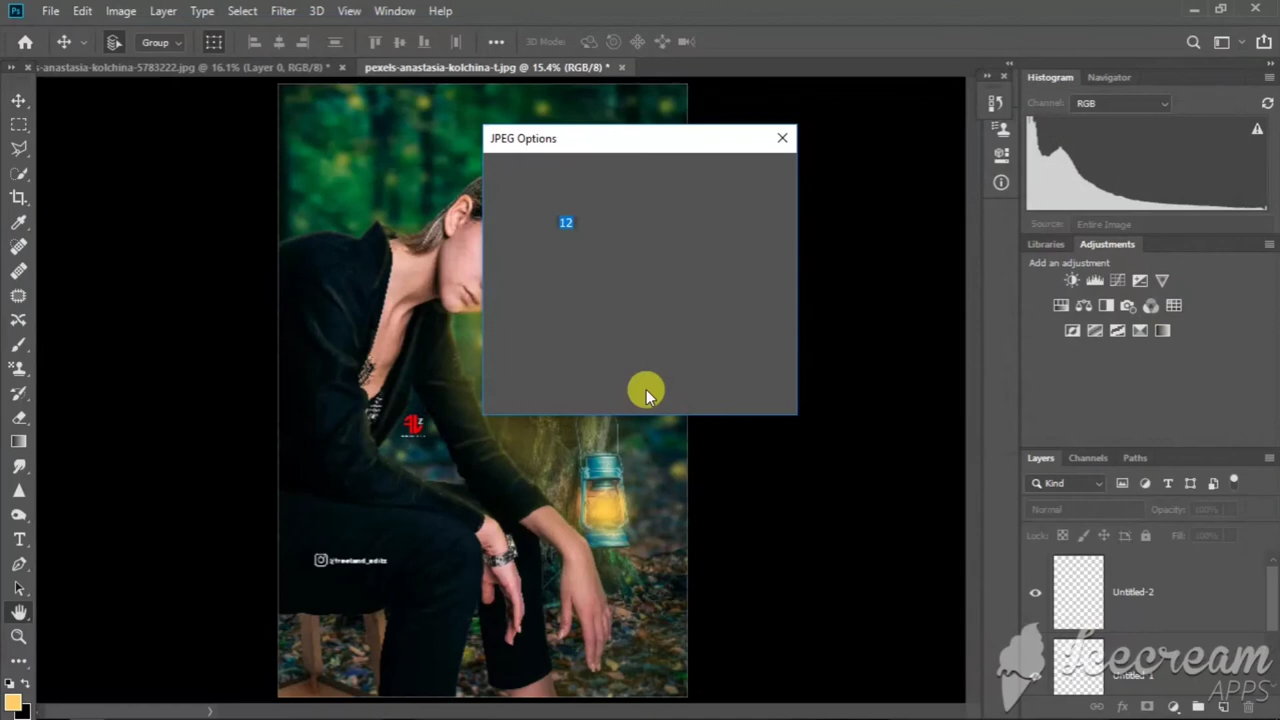 Ps File Edit Image Layer Type Select Filter 3D View Window Help
Group 3D Mode:
s-anastasia-kolchina-5783222.jpg @ 16.1% (Layer 0, RGB/8) *
pexels-anastasia-kolchina-t.jpg @ 15.4% (RGB/8) *
Histogram Navigator
Channel: RGB
JPEG Options
12
Source: Entire Image
Libraries Adjustments
Add an adjustment
Layers Channels Paths
Kind
Normal Opacity: 100%
Lock: Fill: 100%
@freeland_editz
Untitled-2
Untitled-1
Icecream
APPS